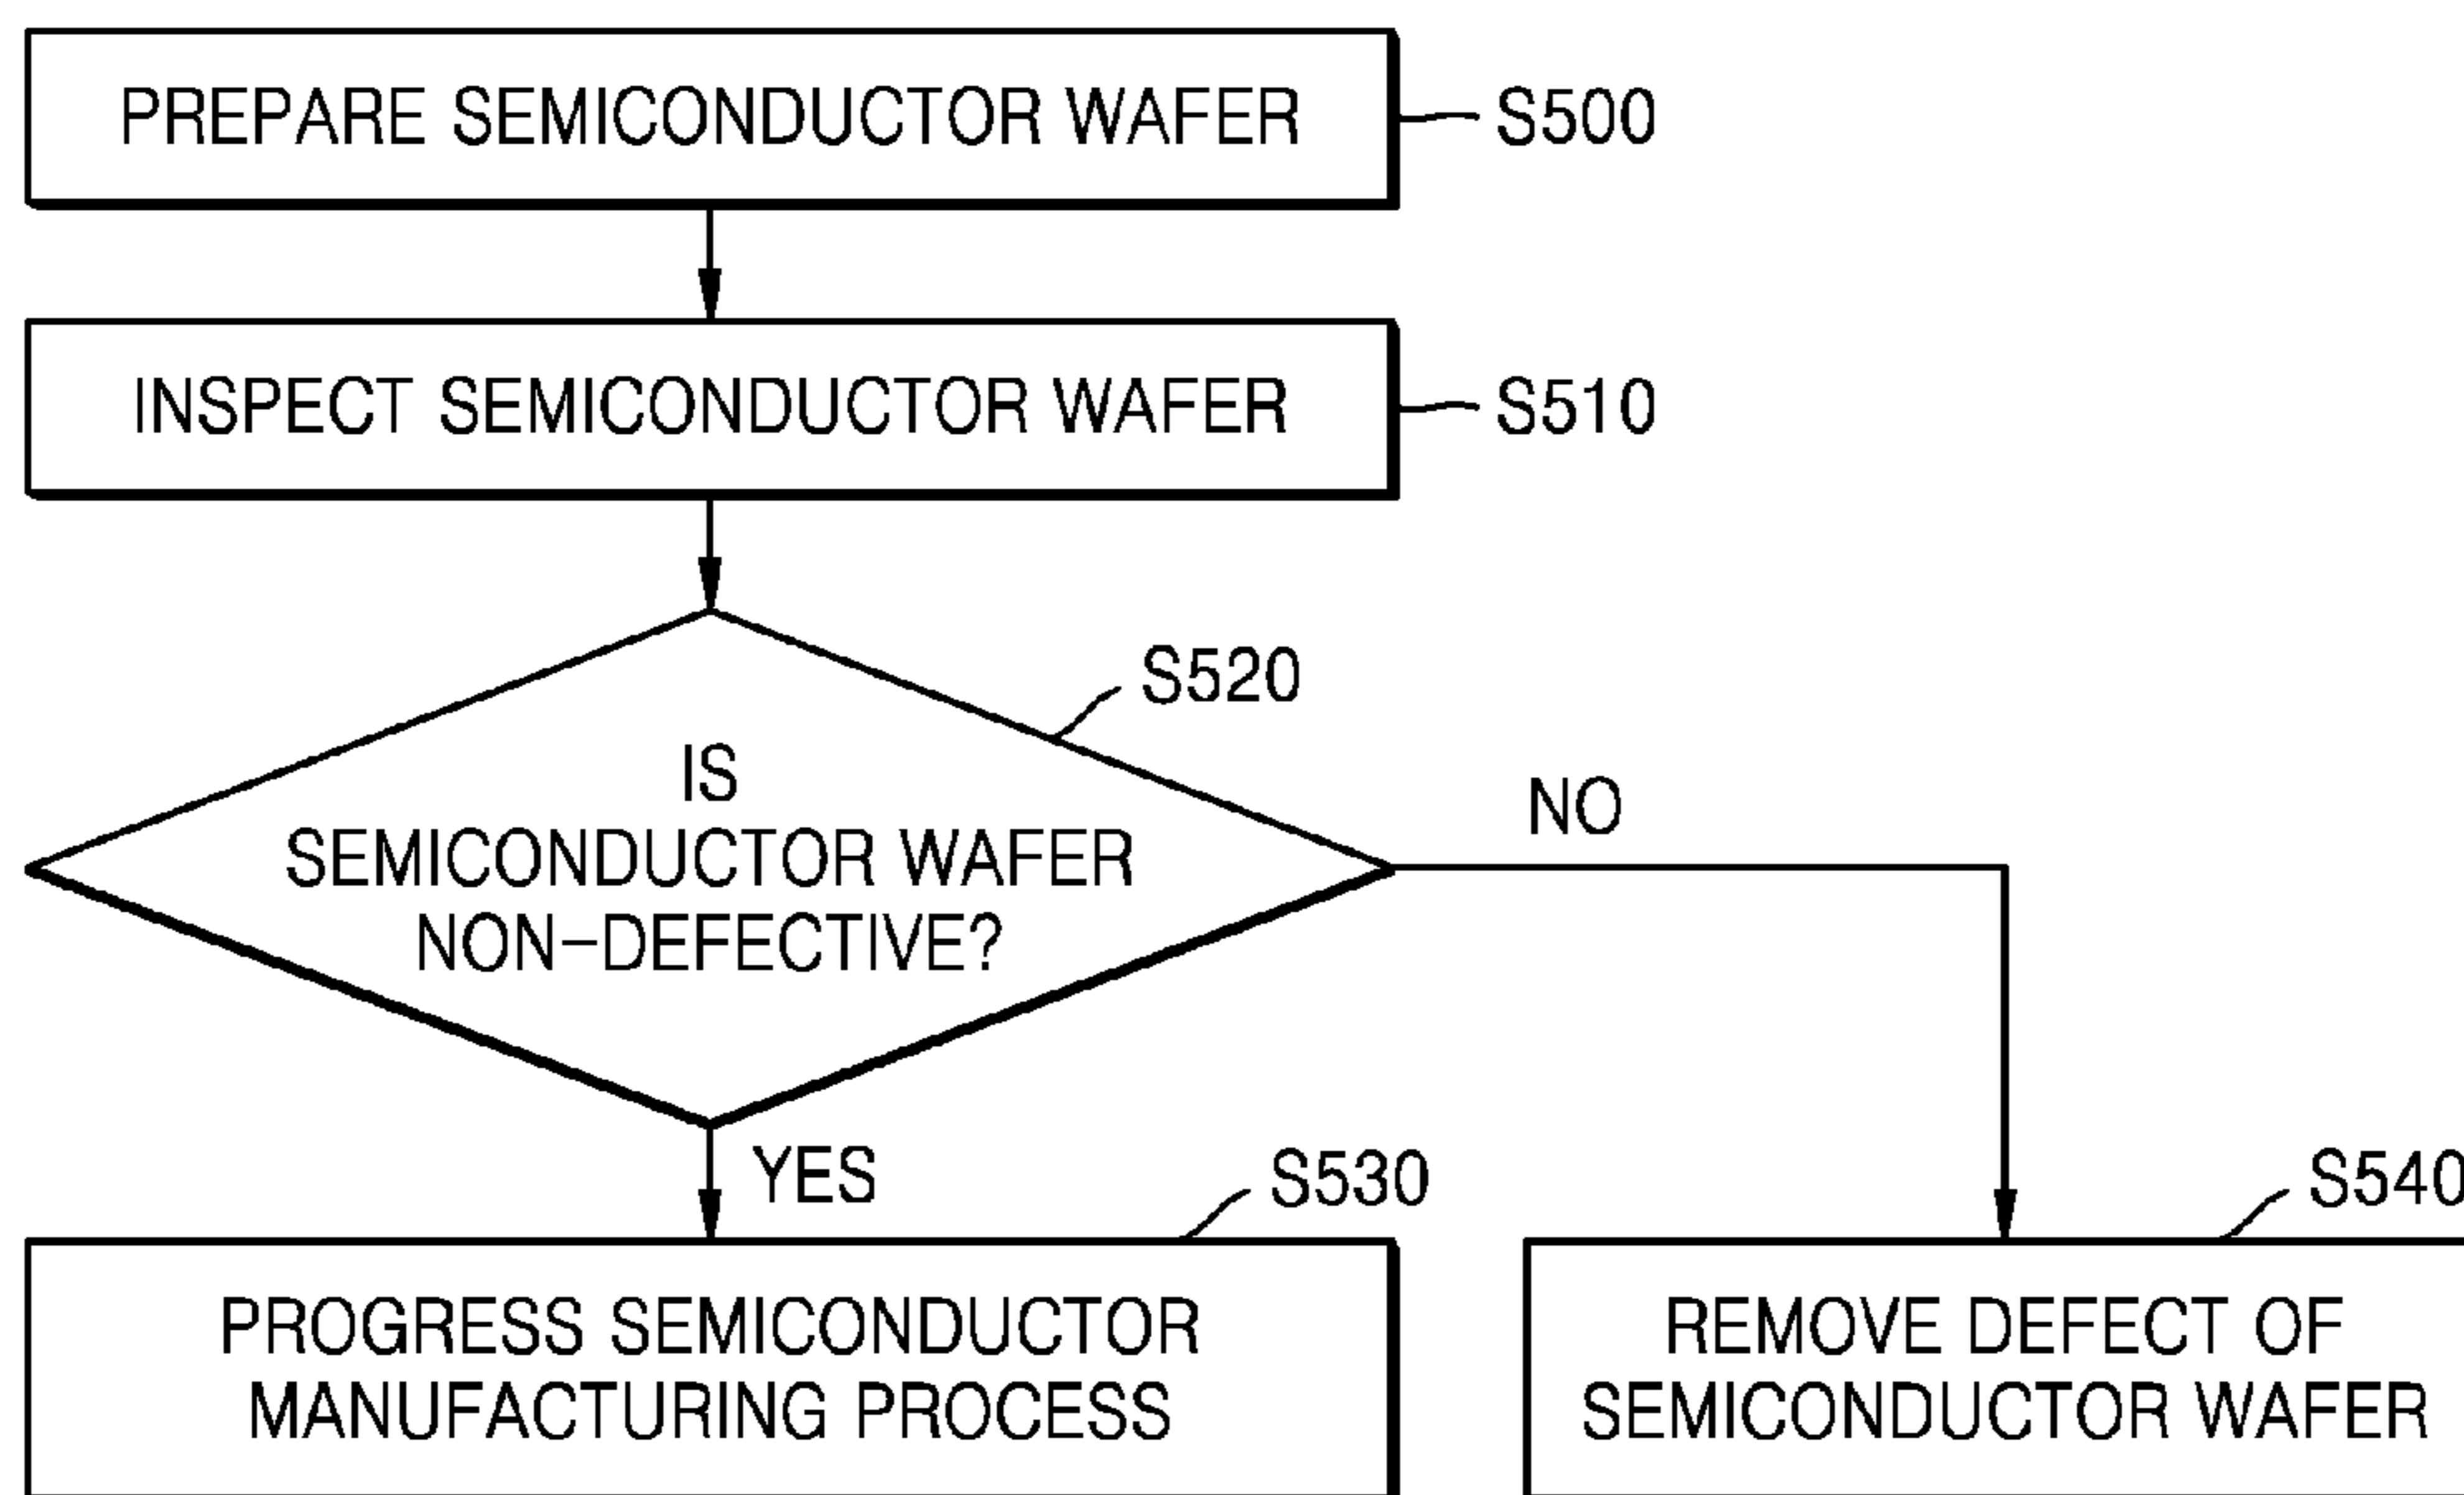 PREPARE SEMICONDUCTOR WAFER
S500
INSPECT SEMICONDUCTOR WAFER
S510
S520
IS
SEMICONDUCTOR WAFER
NON-DEFECTIVE?
NO
YES
S530
S540
PROGRESS SEMICONDUCTOR
MANUFACTURING PROCESS
REMOVE DEFECT OF
SEMICONDUCTOR WAFER